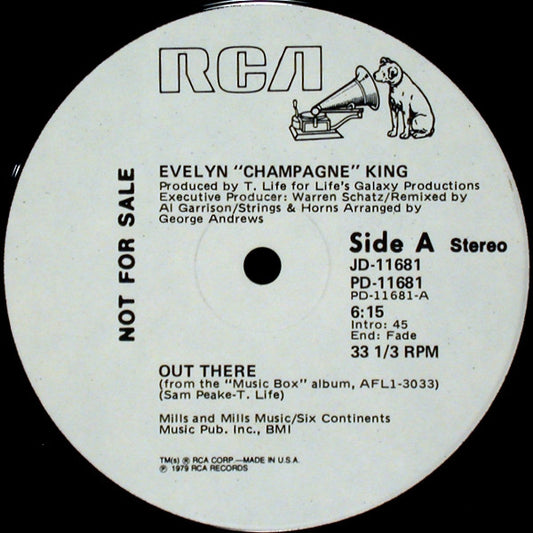 RCA
EVELYN "CHAMPAGNE" KING
Produced by T. Life for Life's Galaxy Productions
Executive Producer: Warren Schatz/Remixed by
Al Garrison/Strings & Horns Arranged by
George Andrews
NOT FOR SALE
Side A Stereo
JD-11681
PD-11681
PD-11681-A
6:15
Intro: 45
End: Fade
33 1/3 RPM
OUT THERE
(from the "Music Box" album, AFL1-3033)
(Sam Peake-T. Life)
Mills and Mills Music/Six Continents
Music Pub. Inc., BMI
TM(s) ® RCA CORP.—MADE IN U.S.A.
℗ 1979 RCA RECORDS